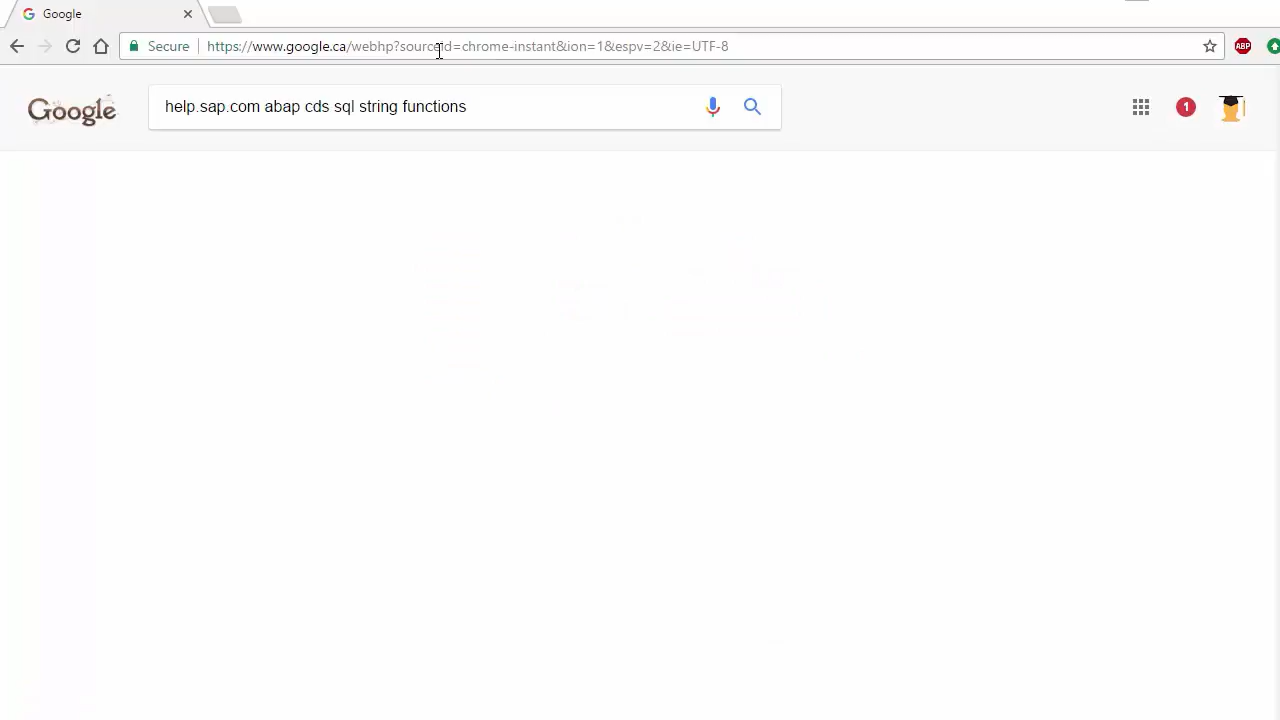 Google
Secure
https://www.google.ca/webhp?sourceid=chrome-instant&ion=1&espv=2&ie=UTF-8
ABP
Google
help.sap.com abap cds sql string functions
1